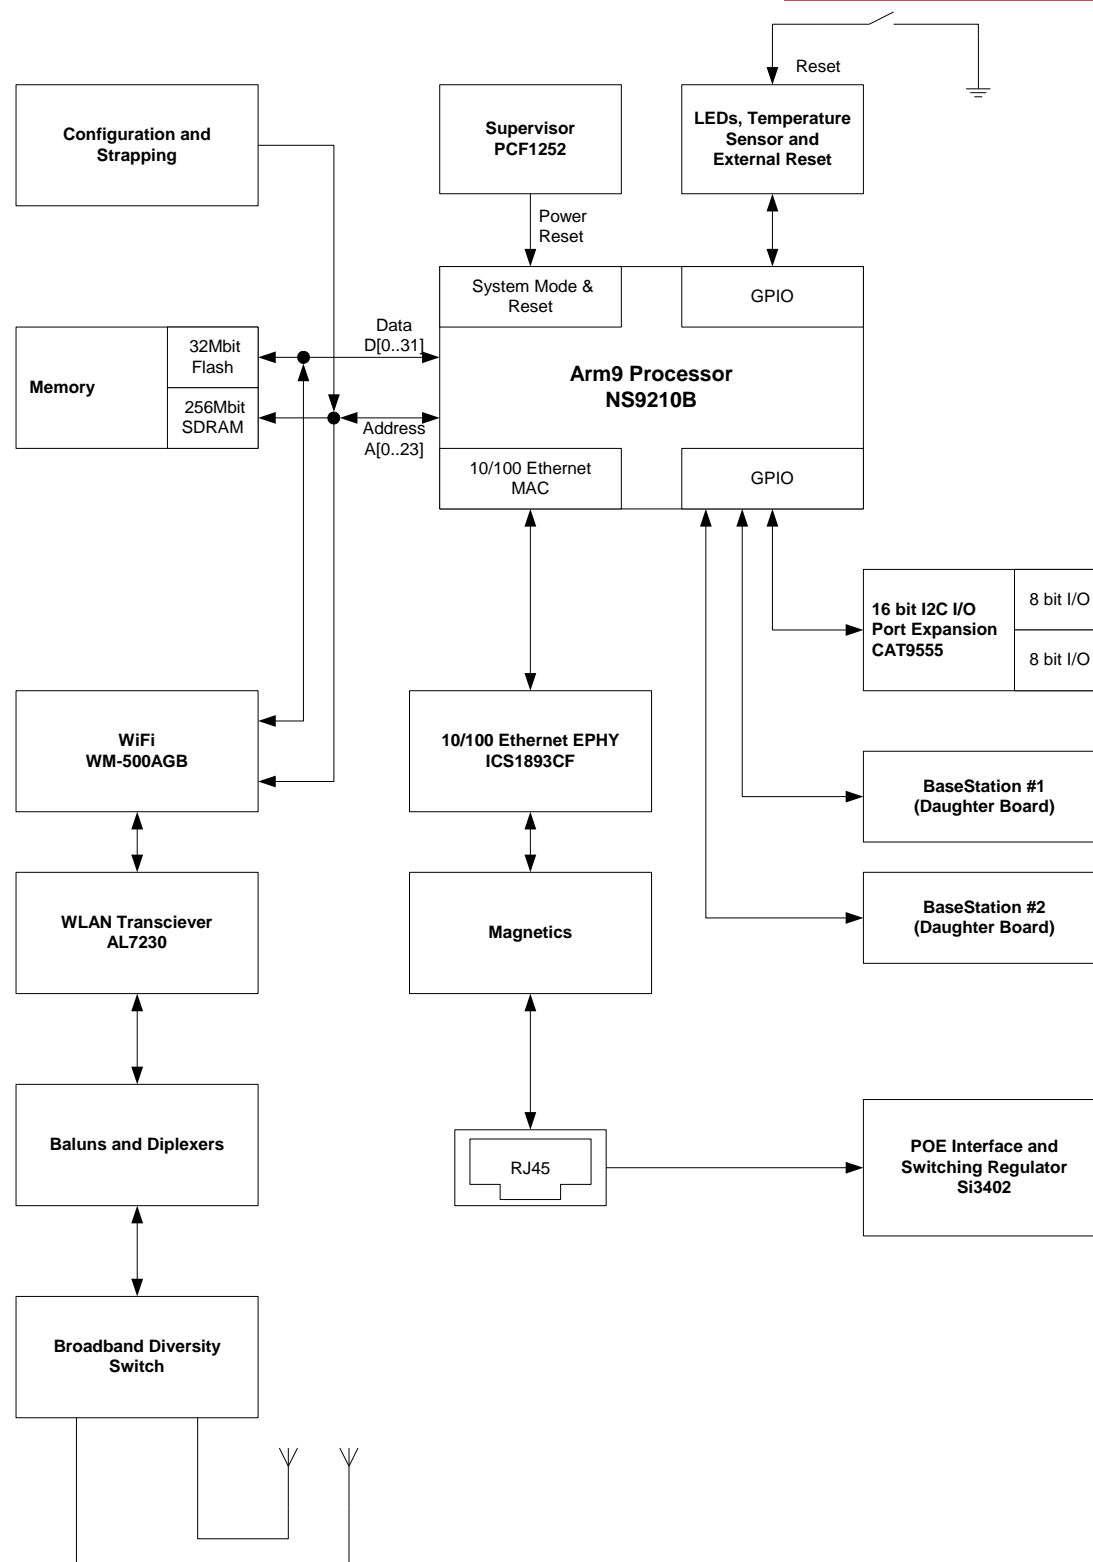 Reset
Configuration and
Strapping
Supervisor
PCF1252
LEDs, Temperature
Sensor and
External Reset
Power
Reset
System Mode &
Reset
GPIO
Data
D[0..31]
32Mbit
Flash
Memory
256Mbit
SDRAM
Arm9 Processor
NS9210B
Address
A[0..23]
10/100 Ethernet
MAC
GPIO
16 bit I2C I/O
Port Expansion
CAT9555
8 bit I/O
8 bit I/O
WiFi
WM-500AGB
10/100 Ethernet EPHY
ICS1893CF
BaseStation #1
(Daughter Board)
WLAN Transciever
AL7230
Magnetics
BaseStation #2
(Daughter Board)
Baluns and Diplexers
RJ45
POE Interface and
Switching Regulator
Si3402
Broadband Diversity
Switch